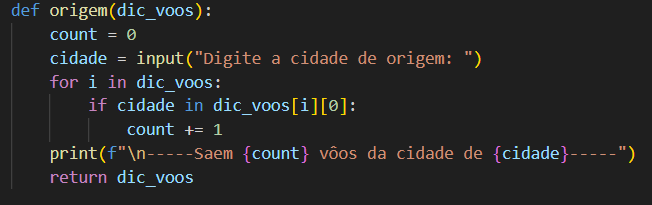 def origem(dic_voos):
    count = 0
    cidade = input("Digite a cidade de origem: ")
    for i in dic_voos:
        if cidade in dic_voos[i][0]:
            count += 1
    print(f"\n-----Saem {count} vôos da cidade de {cidade}-----")
    return dic_voos